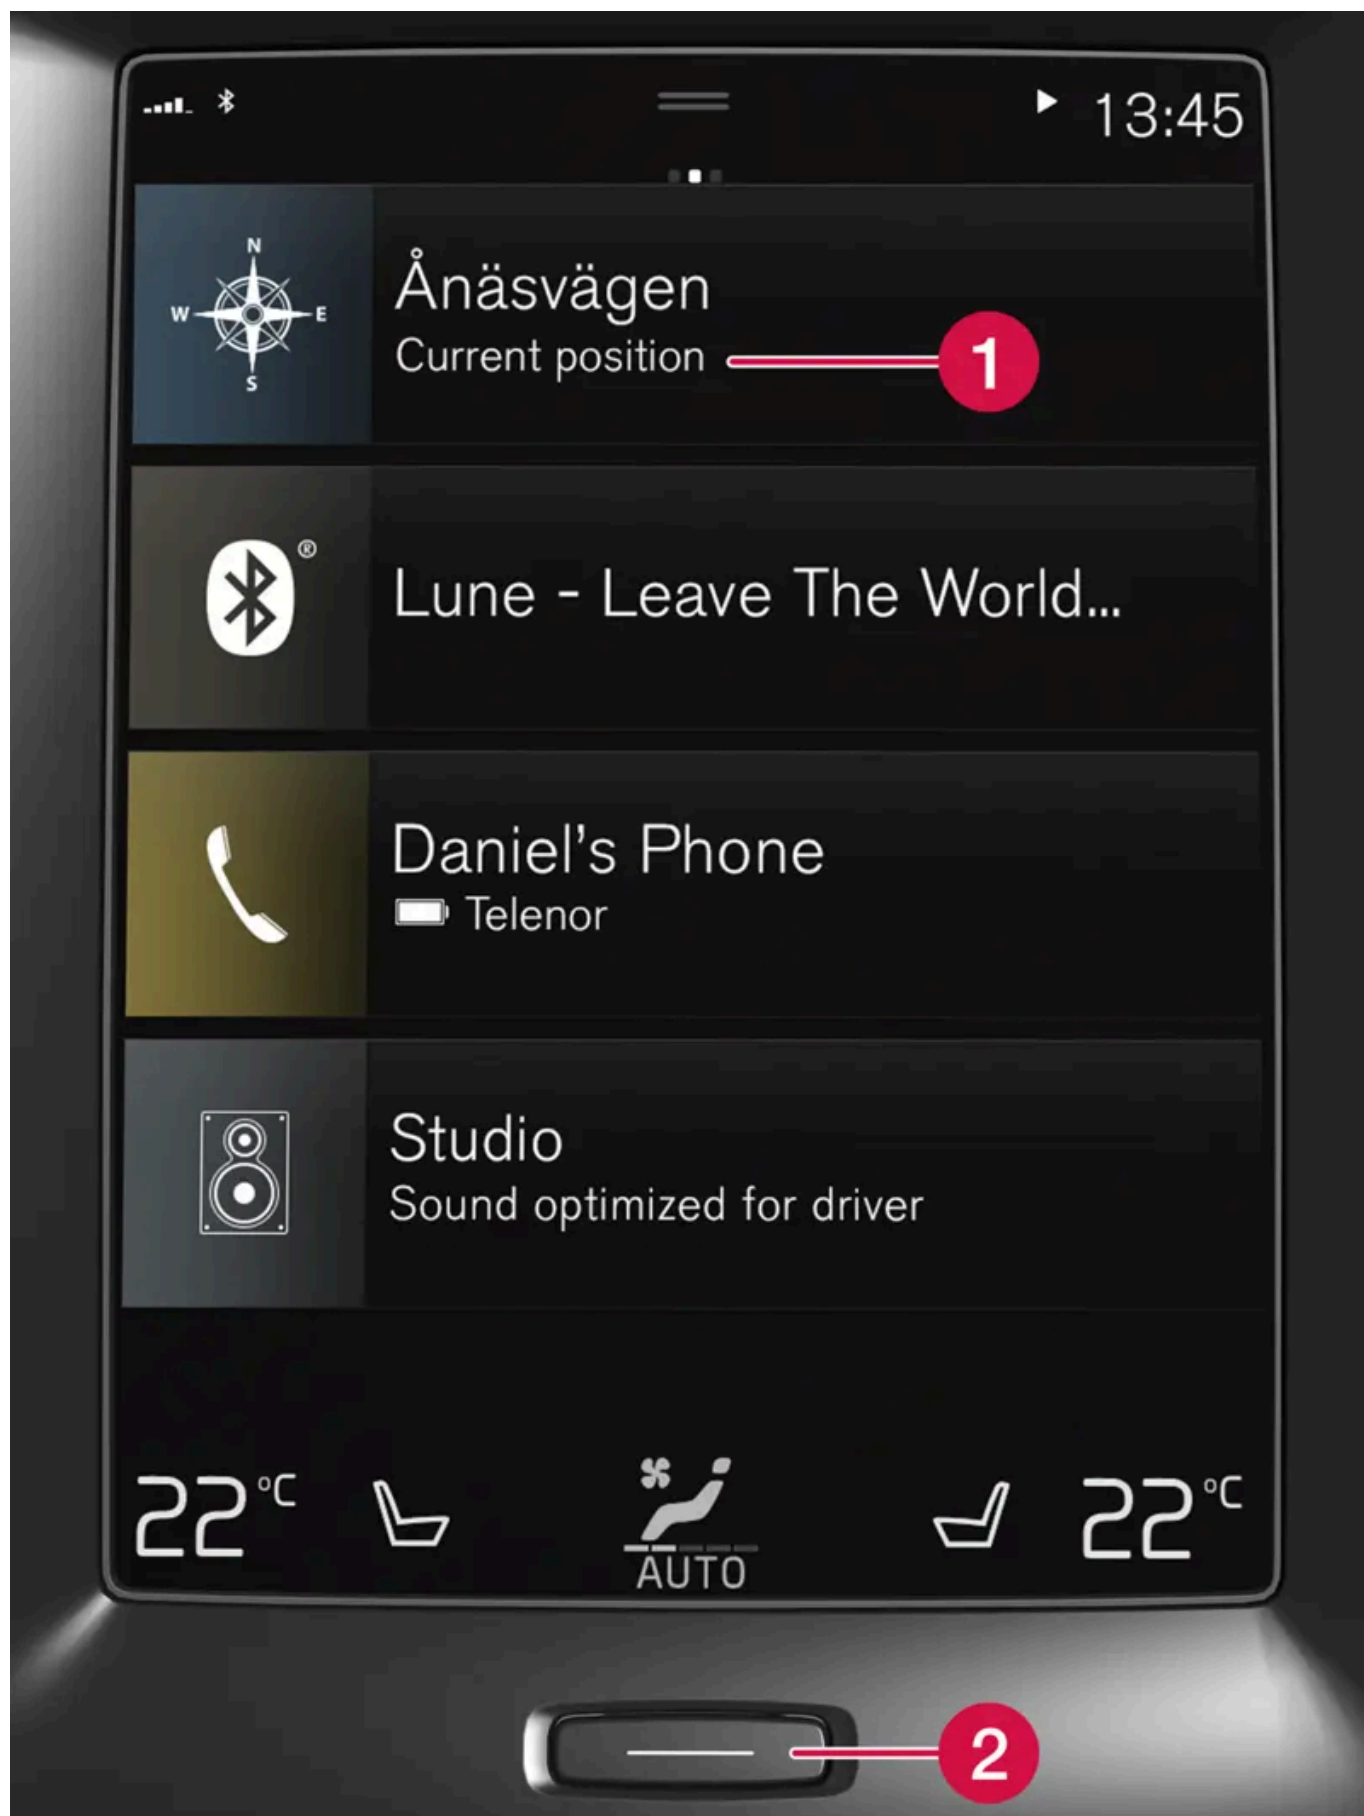 13:45
N
W E
S
Ånäsvägen
Current position
1
®
Lune - Leave The World...
Daniel's Phone
Telenor
Studio
Sound optimized for driver
22°C
22°C
AUTO
2